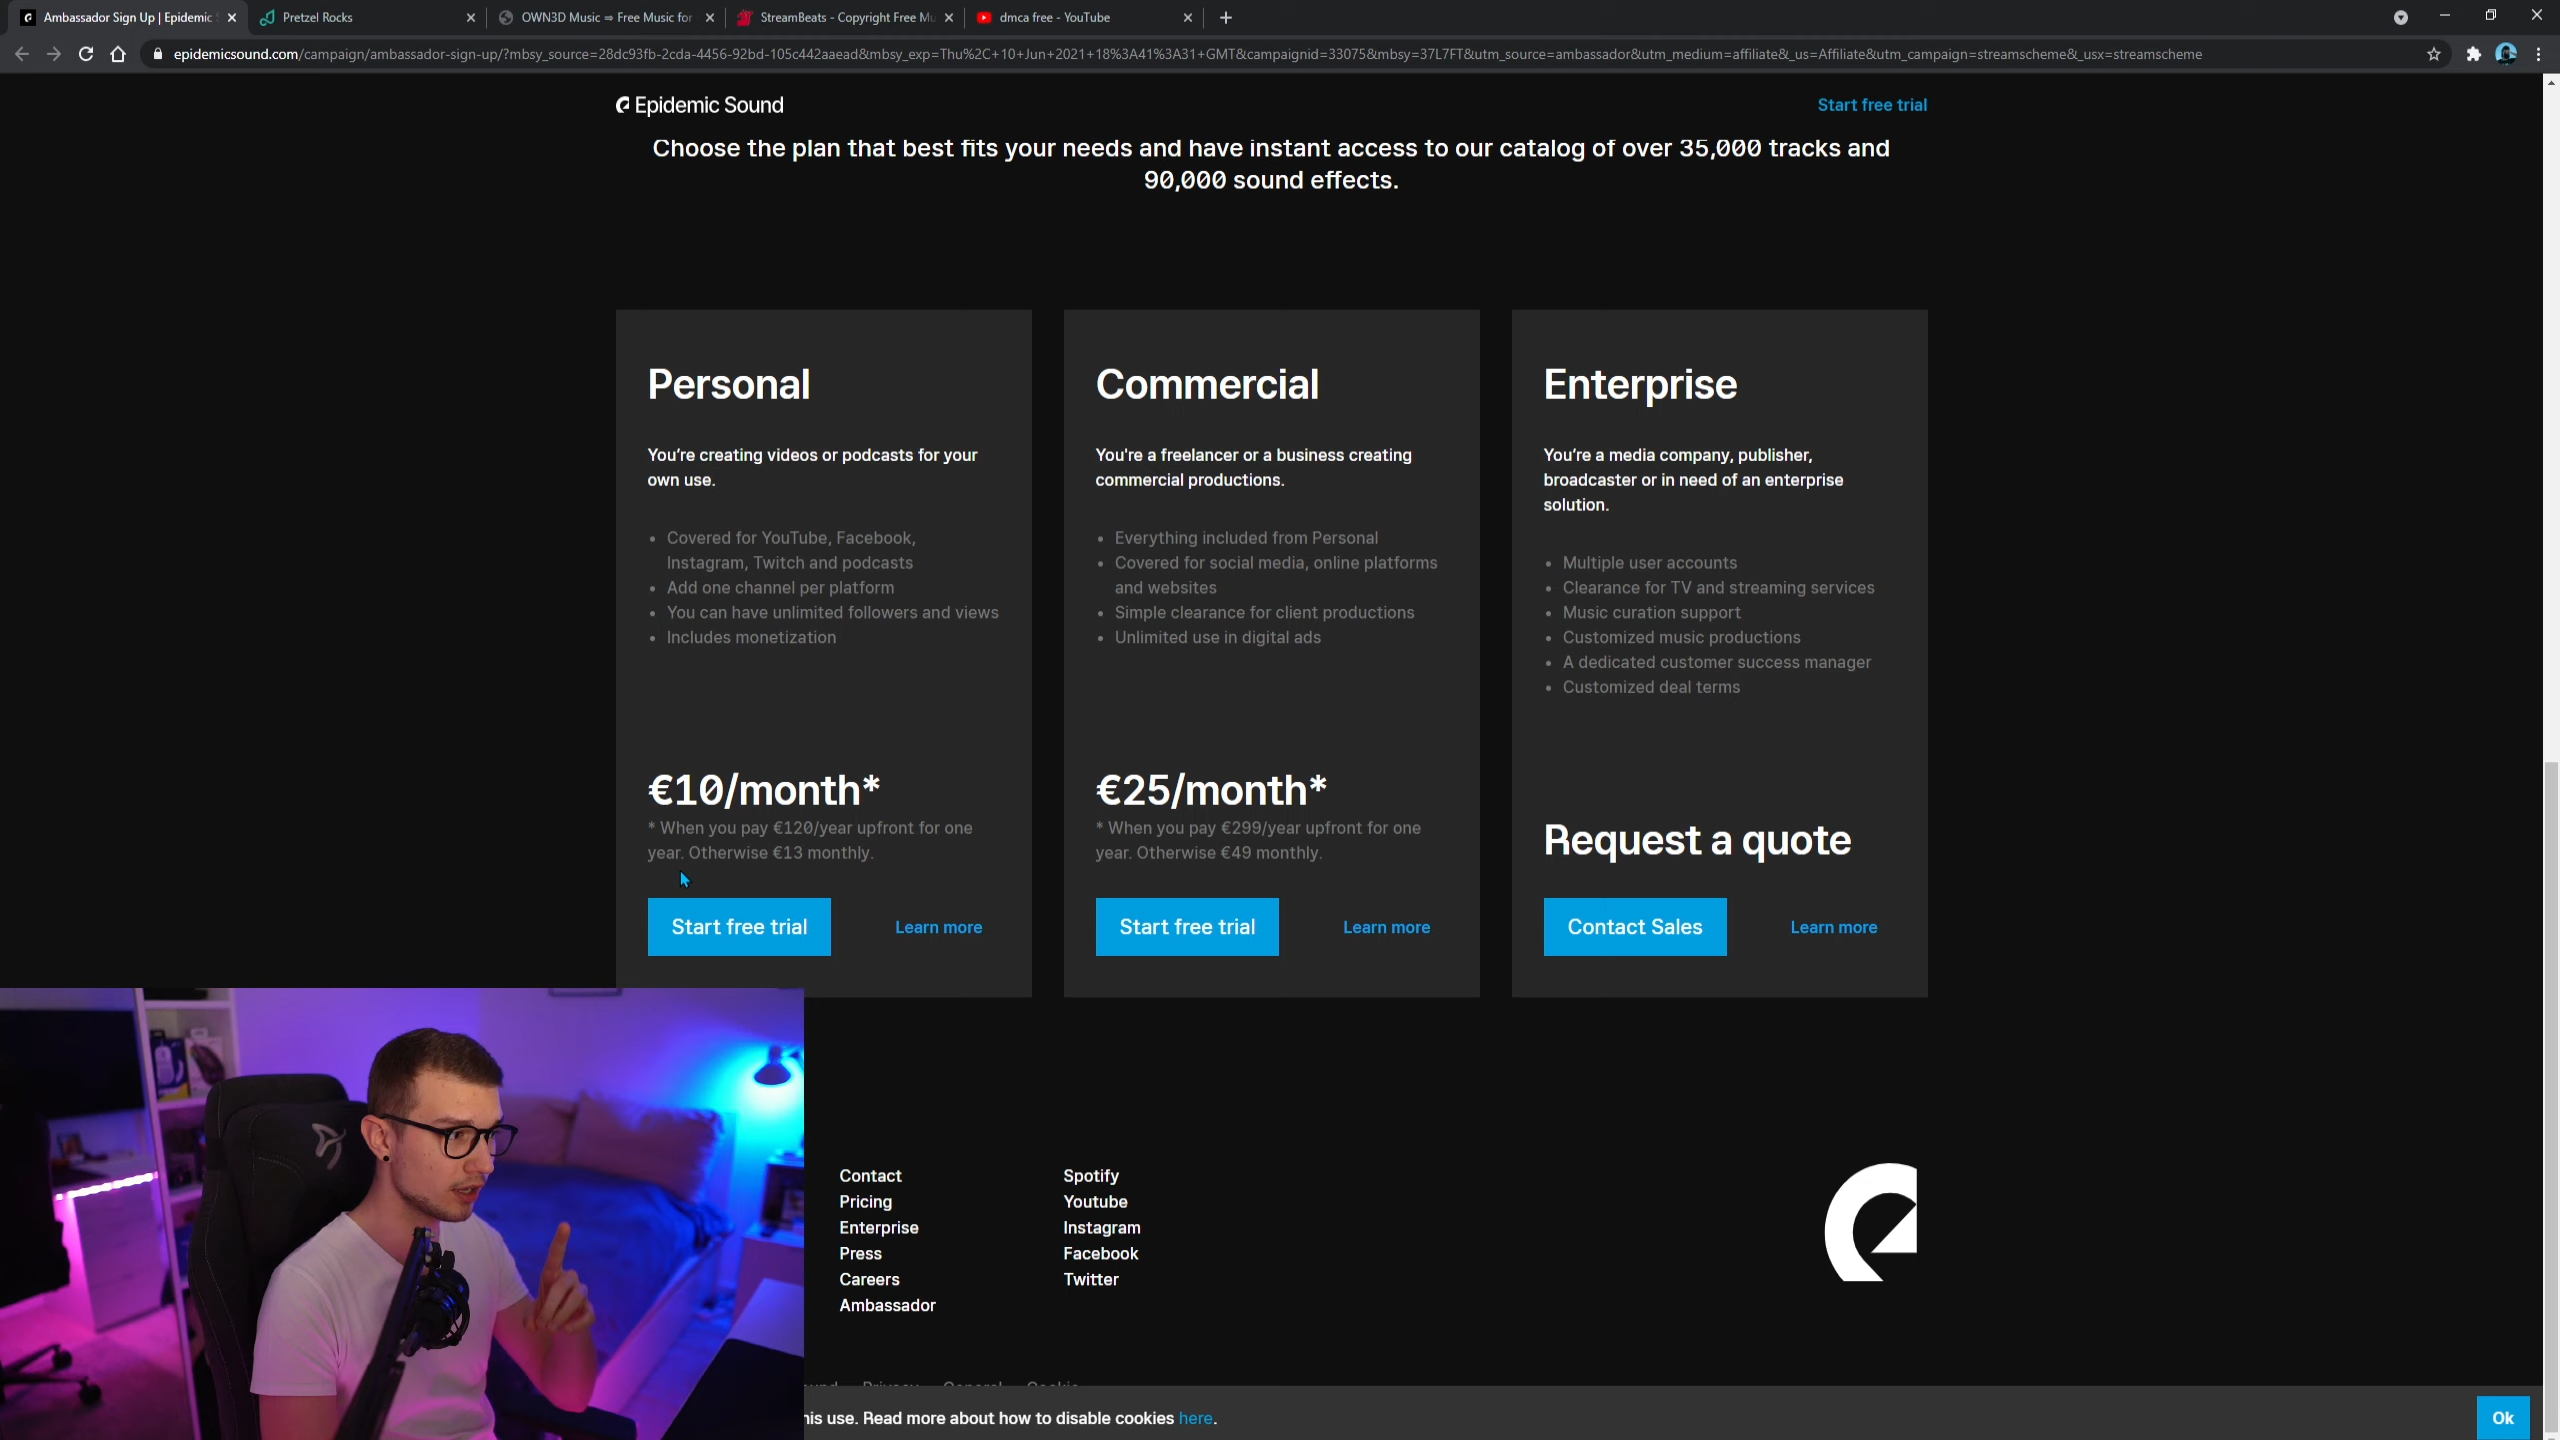 Ambassador Sign Up | Epidemic
Pretzel Rocks
OWN3D Music ⇒ Free Music for
StreamBeats - Copyright Free Mu
dmca free - YouTube
epidemicsound.com/campaign/ambassador-sign-up/?mbsy_source=28dc93fb-2cda-4456-92bd-105c442aaead&mbsy_exp=Thu%2C+10+Jun+2021+18%3A41%3A31+GMT&campaignid=33075&mbsy=37L7FT&utm_source=ambassador&utm_medium=affiliate&_us=Affiliate&utm_campaign=streamscheme&_usx=streamscheme
Epidemic Sound
Start free trial
Choose the plan that best fits your needs and have instant access to our catalog of over 35,000 tracks and
90,000 sound effects.
Personal
You're creating videos or podcasts for your
own use.
• Covered for YouTube, Facebook,
Instagram, Twitch and podcasts
• Add one channel per platform
• You can have unlimited followers and views
• Includes monetization
€10/month*
* When you pay €120/year upfront for one
year. Otherwise €13 monthly.
Start free trial
Learn more
Commercial
You're a freelancer or a business creating
commercial productions.
• Everything included from Personal
• Covered for social media, online platforms
and websites
• Simple clearance for client productions
• Unlimited use in digital ads
€25/month*
* When you pay €299/year upfront for one
year. Otherwise €49 monthly.
Start free trial
Learn more
Enterprise
You're a media company, publisher,
broadcaster or in need of an enterprise
solution.
• Multiple user accounts
• Clearance for TV and streaming services
• Music curation support
• Customized music productions
• A dedicated customer success manager
• Customized deal terms
Request a quote
Contact Sales
Learn more
Contact
Pricing
Enterprise
Press
Careers
Ambassador
Spotify
Youtube
Instagram
Facebook
Twitter
use. Read more about how to disable cookies here.
Ok